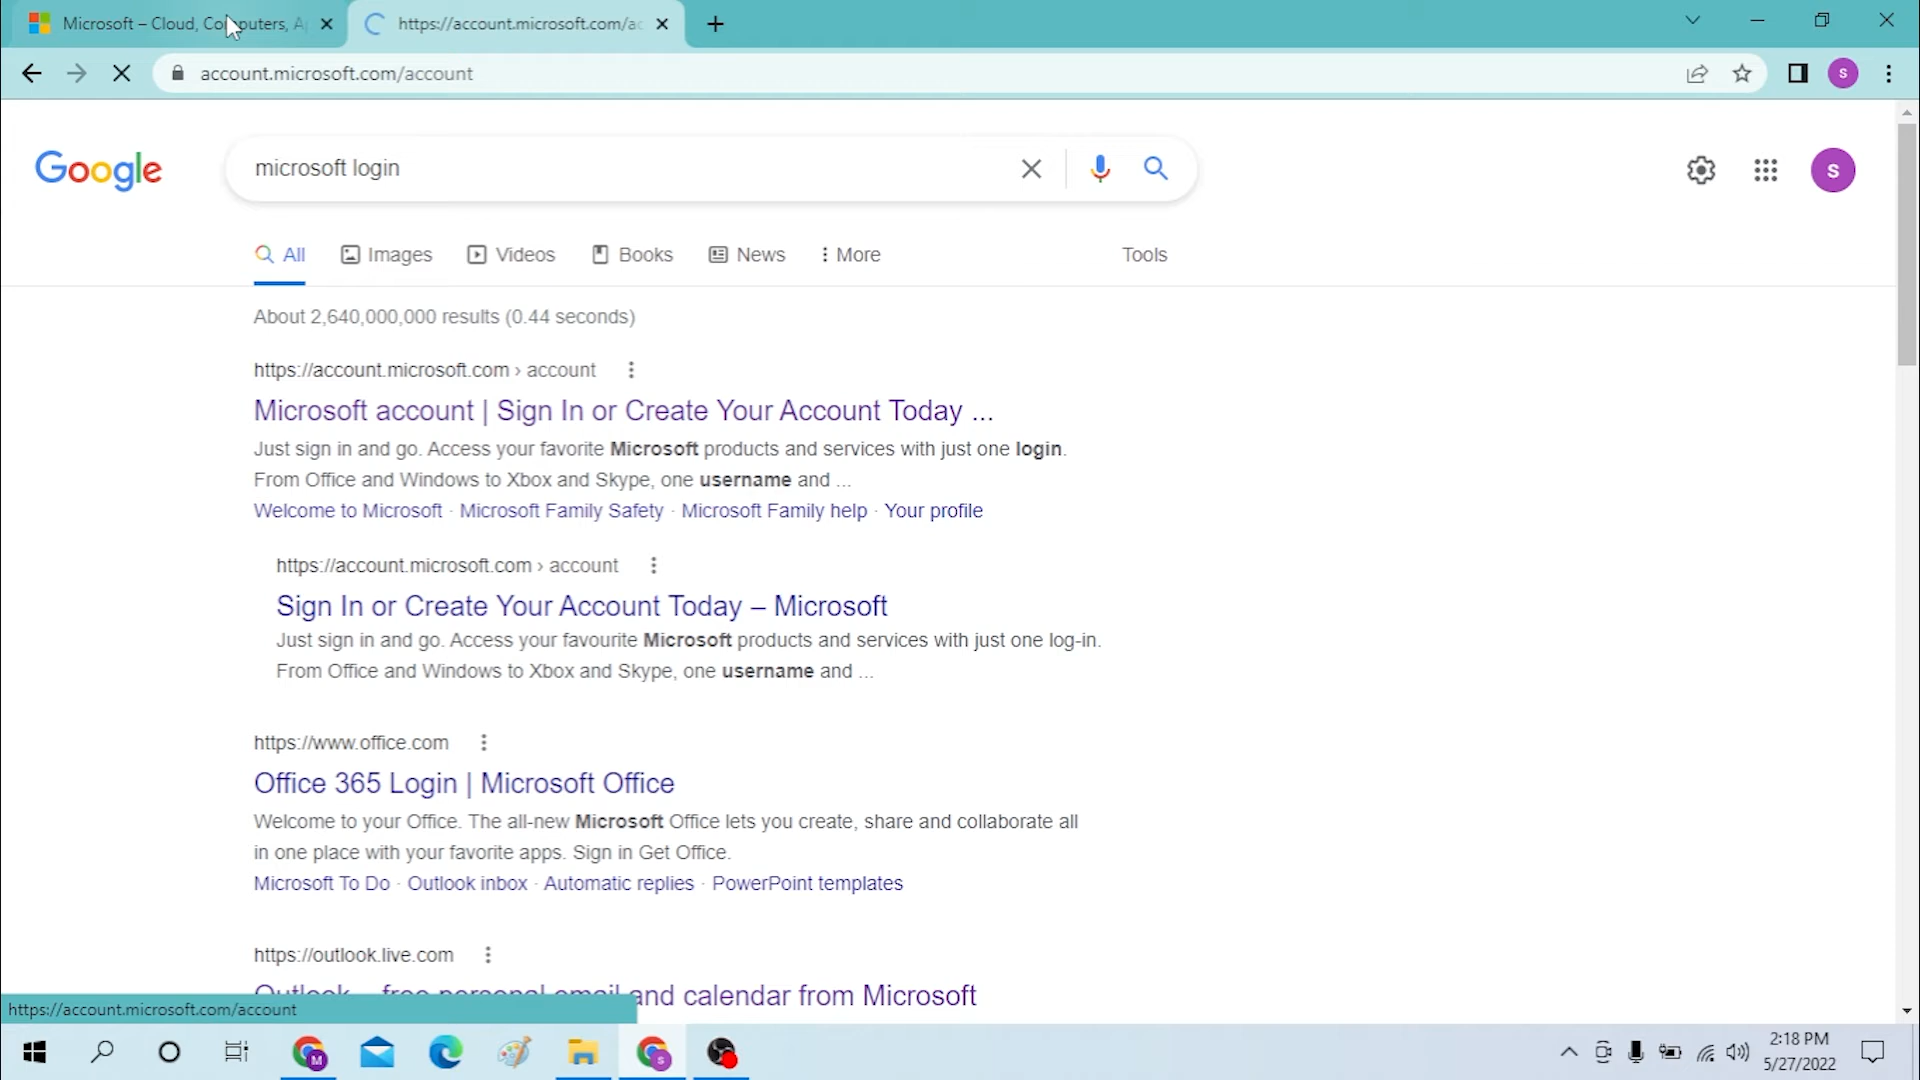 Microsoft – Cloud, Computers, Ap
https://account.microsoft.com/ac
account.microsoft.com/account
s
Google
microsoft login
s
All
Images
Videos
Books
News
More
Tools
About 2,640,000,000 results (0.44 seconds)
https://account.microsoft.com › account
Microsoft account | Sign In or Create Your Account Today ...
Just sign in and go. Access your favorite Microsoft products and services with just one login.
From Office and Windows to Xbox and Skype, one username and ...
Welcome to Microsoft · Microsoft Family Safety · Microsoft Family help · Your profile
https://account.microsoft.com › account
Sign In or Create Your Account Today – Microsoft
Just sign in and go. Access your favourite Microsoft products and services with just one log-in.
From Office and Windows to Xbox and Skype, one username and ...
https://www.office.com
Office 365 Login | Microsoft Office
Welcome to your Office. The all-new Microsoft Office lets you create, share and collaborate all
in one place with your favorite apps. Sign in Get Office.
Microsoft To Do · Outlook inbox · Automatic replies · PowerPoint templates
https://outlook.live.com
Outlook – free personal email and calendar from Microsoft
https://account.microsoft.com/account
M
s
2:18 PM
5/27/2022